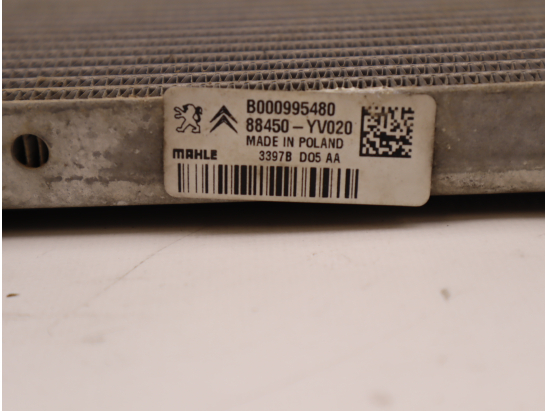 B000995480
88450-YV020
MADE IN POLAND
MAHLE 3397B D05 AA